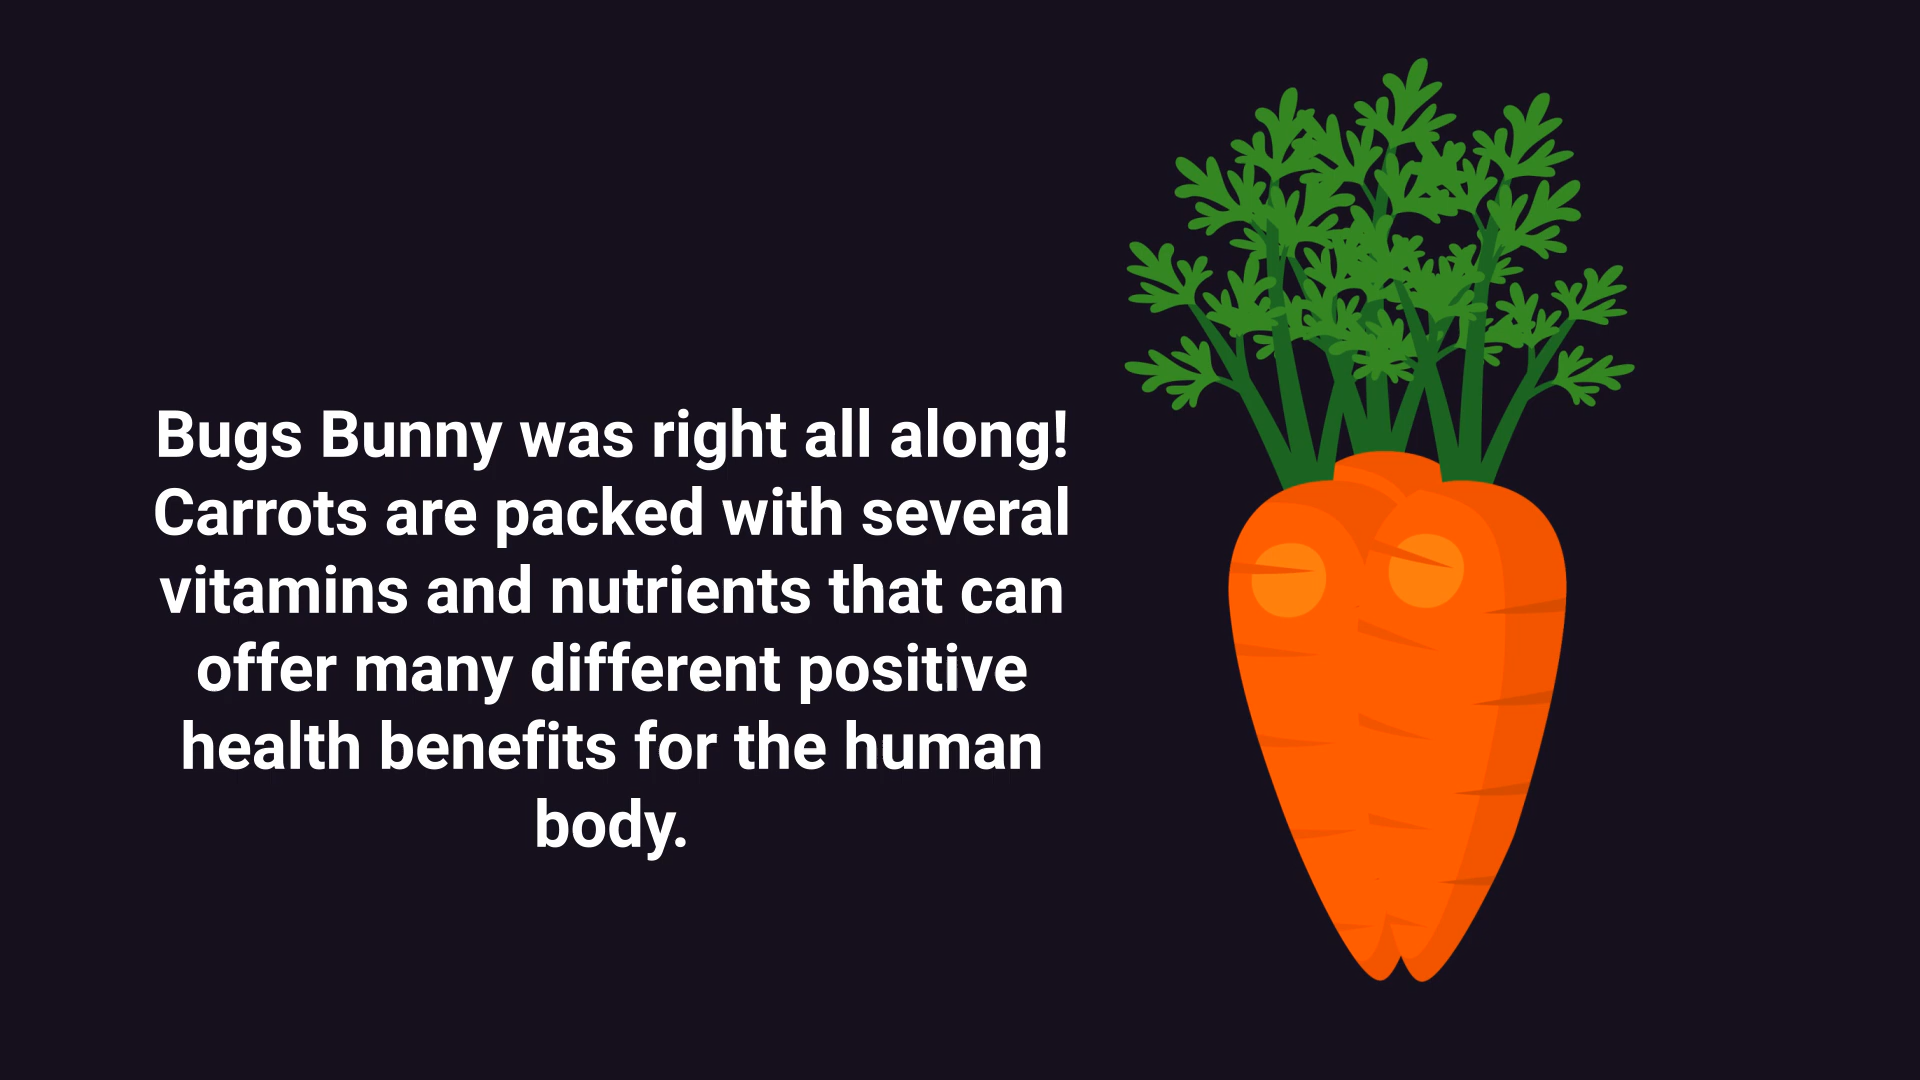 Bugs Bunny was right all along!
Carrots are packed with several
vitamins and nutrients that can
offer many different positive
health benefits for the human
body.